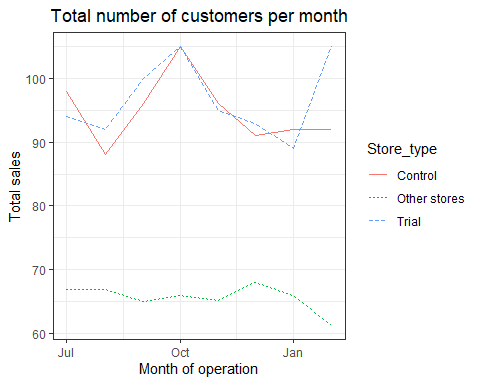 Total number of customers per month
Total sales
100
90
80
70
60
Jul
Oct
Jan
Month of operation
Store_type
Control
Other stores
Trial